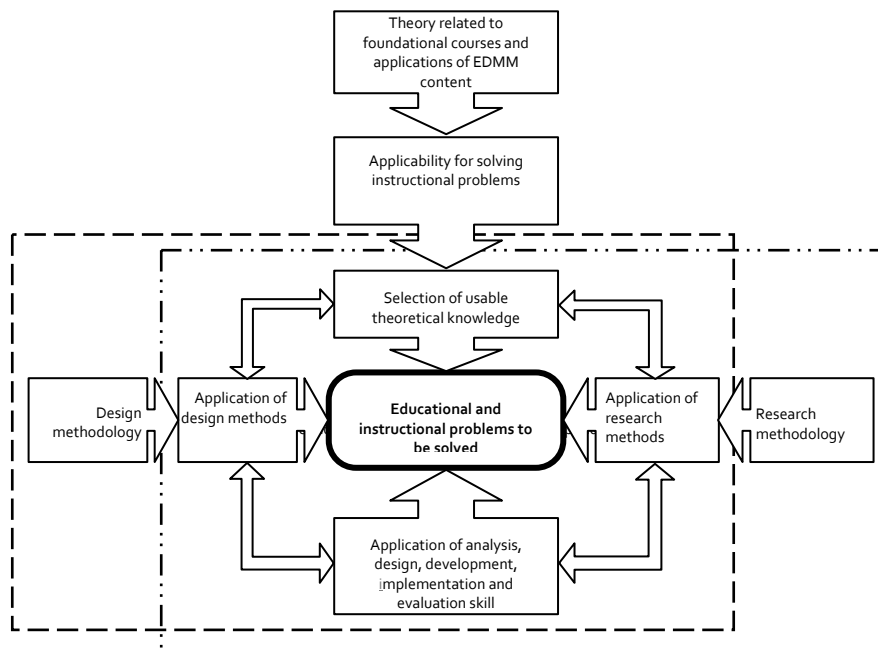 Theory related to
foundational courses and
applications of EDMM
content
Applicability for solving
instructional problems
Selection of usable
theoretical knowledge
Design
methodology
Application of
design methods
Educational and
instructional problems to
be solved
Application of
research
methods
Research
methodology
Application of analysis,
design, development,
implementation and
evaluation skill